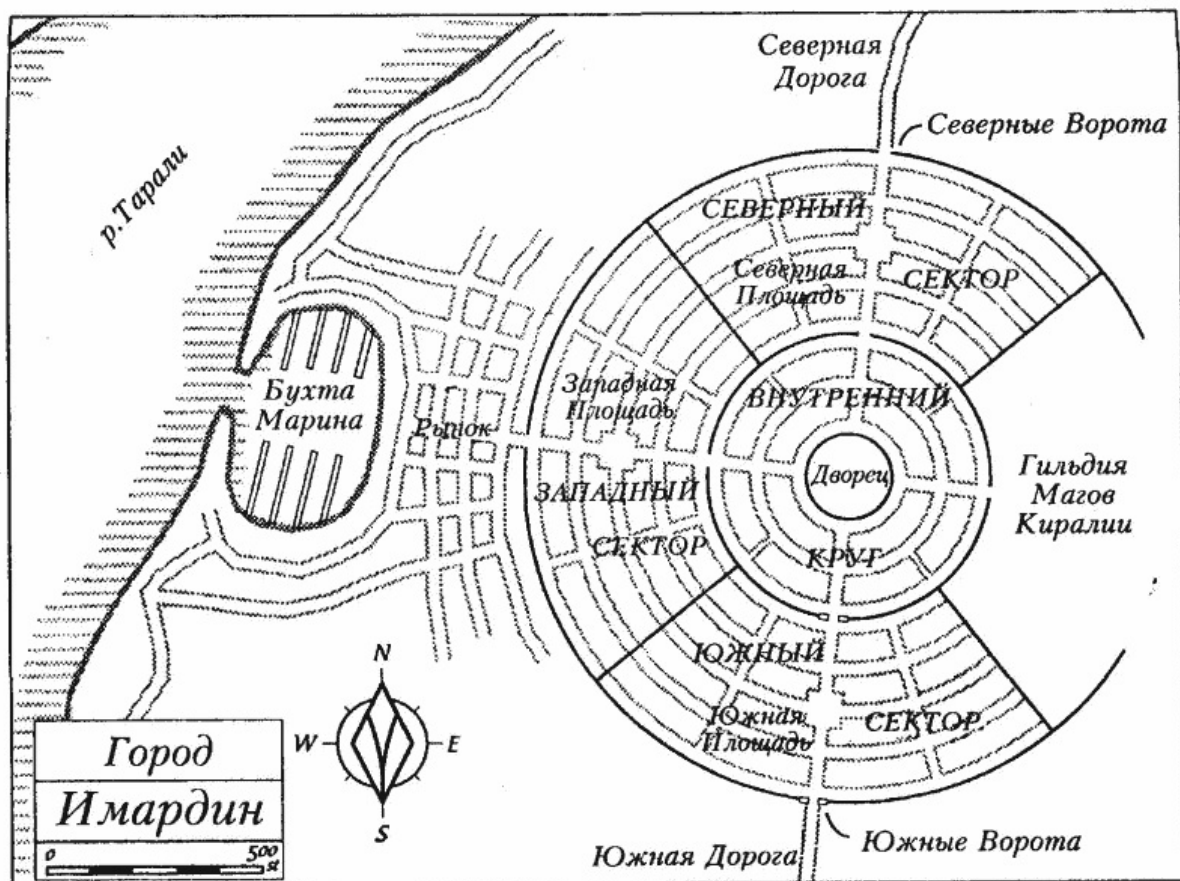 Северная
Дорога
Северные Ворота
р.Тарали
СЕВЕРНЫЙ
Северная
Площадь
СЕКТОР
Бухта
Марина
Рынок
Западная
Площадь
ВНУТРЕННИЙ
Дворец
КРУГ
Гильдия
Магов
Киралии
ЗАПАДНЫЙ
СЕКТОР
ЮЖНЫЙ
Южная
Площадь
СЕКТОР
N
W
E
S
Город
Имардин
0
500
st
Южная Дорога
Южные Ворота